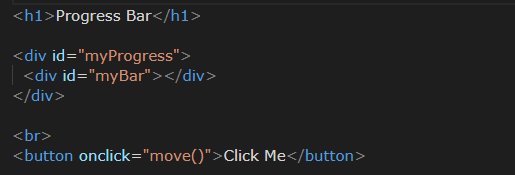 <h1>Progress Bar</h1>
<div id="myProgress">
<div id="myBar"></div>
</div>
<br>
<button onclick="move()">Click Me</button>